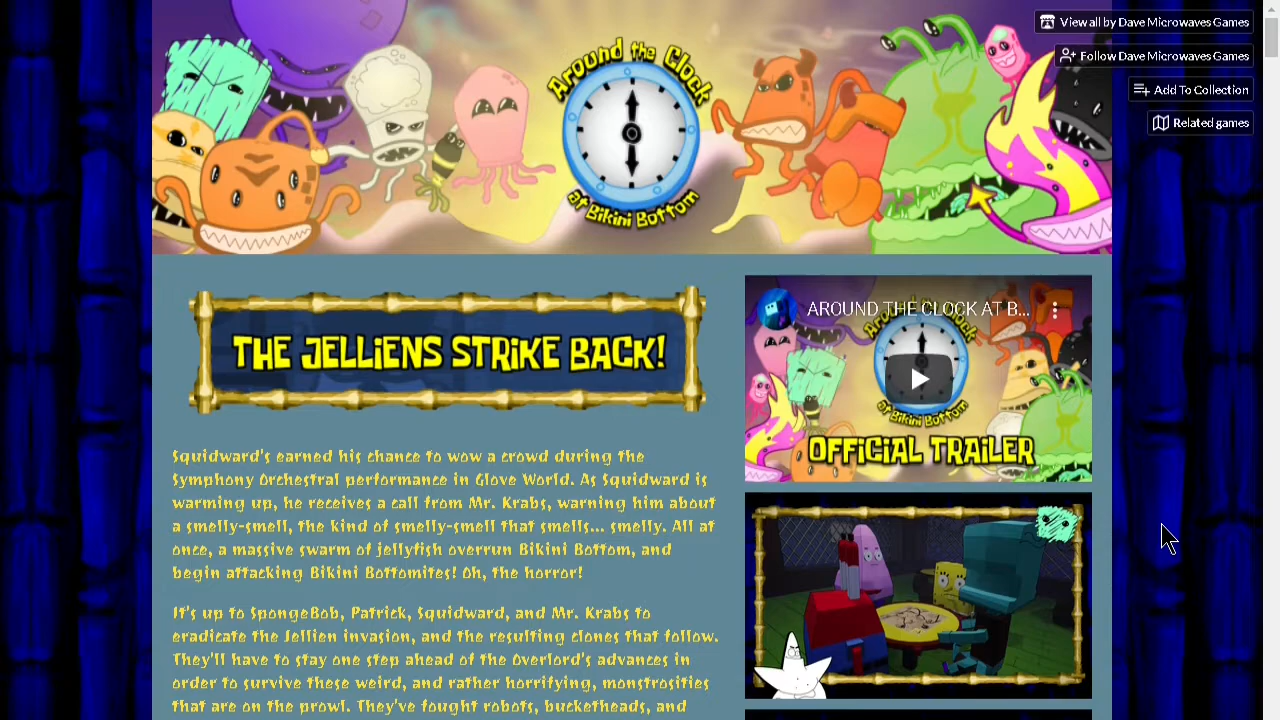 View all by Dave Microwaves Games
Follow Dave Microwaves Games
Add To Collection
Related games
Around the Clock
at Bikini Bottom
THE JELLIENS STRIKE BACK!
Squidward's earned his chance to wow a crowd during the
Symphony Orchestral performance in Glove World. As Squidward is
warming up, he receives a call from Mr. Krabs, warning him about
a smelly-smell, the kind of smelly-smell that smells... smelly. All at
once, a massive swarm of jellyfish overrun Bikini Bottom, and
begin attacking Bikini Bottomites! Oh, the horror!
It's up to SpongeBob, Patrick, Squidward, and Mr. Krabs to
eradicate the Jellien invasion, and the resulting clones that follow.
They'll have to stay one step ahead of the Overlord's advances in
order to survive these weird, and rather horrifying, monstrosities
that are on the prowl. They've fought robots, bucketheads, and
AROUND THE CLOCK AT B...
Around the Clock
at Bikini Bottom
OFFICIAL TRAILER